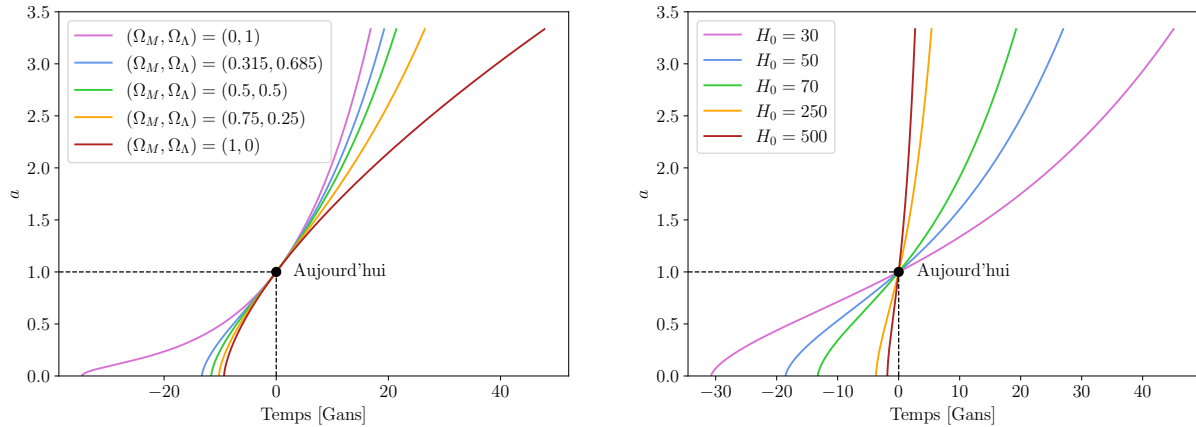 3.5
3.0
2.5
2.0
1.5
1.0
0.5
0.0
a
(Ω_M, Ω_Λ) = (0, 1)
(Ω_M, Ω_Λ) = (0.315, 0.685)
(Ω_M, Ω_Λ) = (0.5, 0.5)
(Ω_M, Ω_Λ) = (0.75, 0.25)
(Ω_M, Ω_Λ) = (1, 0)
Aujourd'hui
−20 0 20 40
Temps [Gans]
3.5
3.0
2.5
2.0
1.5
1.0
0.5
0.0
a
H_0 = 30
H_0 = 50
H_0 = 70
H_0 = 250
H_0 = 500
Aujourd'hui
−30 −20 −10 0 10 20 30 40
Temps [Gans]